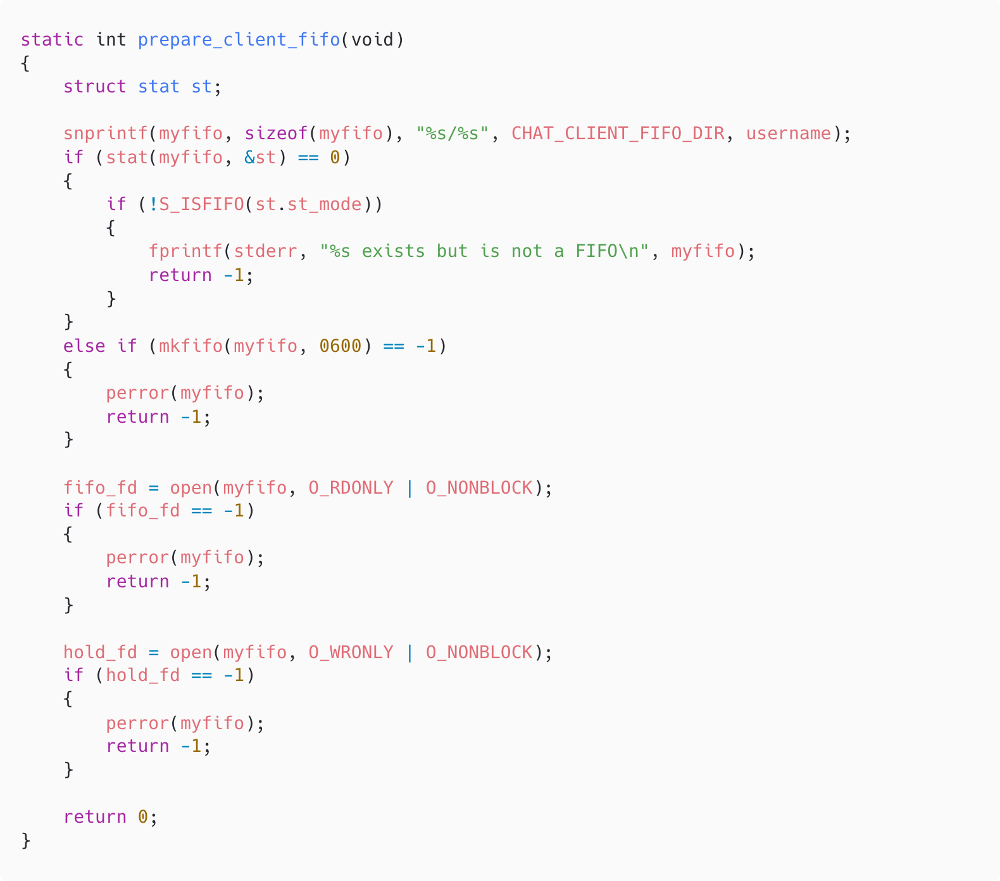 static int prepare_client_fifo(void)
{
    struct stat st;

    snprintf(myfifo, sizeof(myfifo), "%s/%s", CHAT_CLIENT_FIFO_DIR, username);
    if (stat(myfifo, &st) == 0)
    {
        if (!S_ISFIFO(st.st_mode))
        {
            fprintf(stderr, "%s exists but is not a FIFO\n", myfifo);
            return -1;
        }
    }
    else if (mkfifo(myfifo, 0600) == -1)
    {
        perror(myfifo);
        return -1;
    }

    fifo_fd = open(myfifo, O_RDONLY | O_NONBLOCK);
    if (fifo_fd == -1)
    {
        perror(myfifo);
        return -1;
    }

    hold_fd = open(myfifo, O_WRONLY | O_NONBLOCK);
    if (hold_fd == -1)
    {
        perror(myfifo);
        return -1;
    }

    return 0;
}